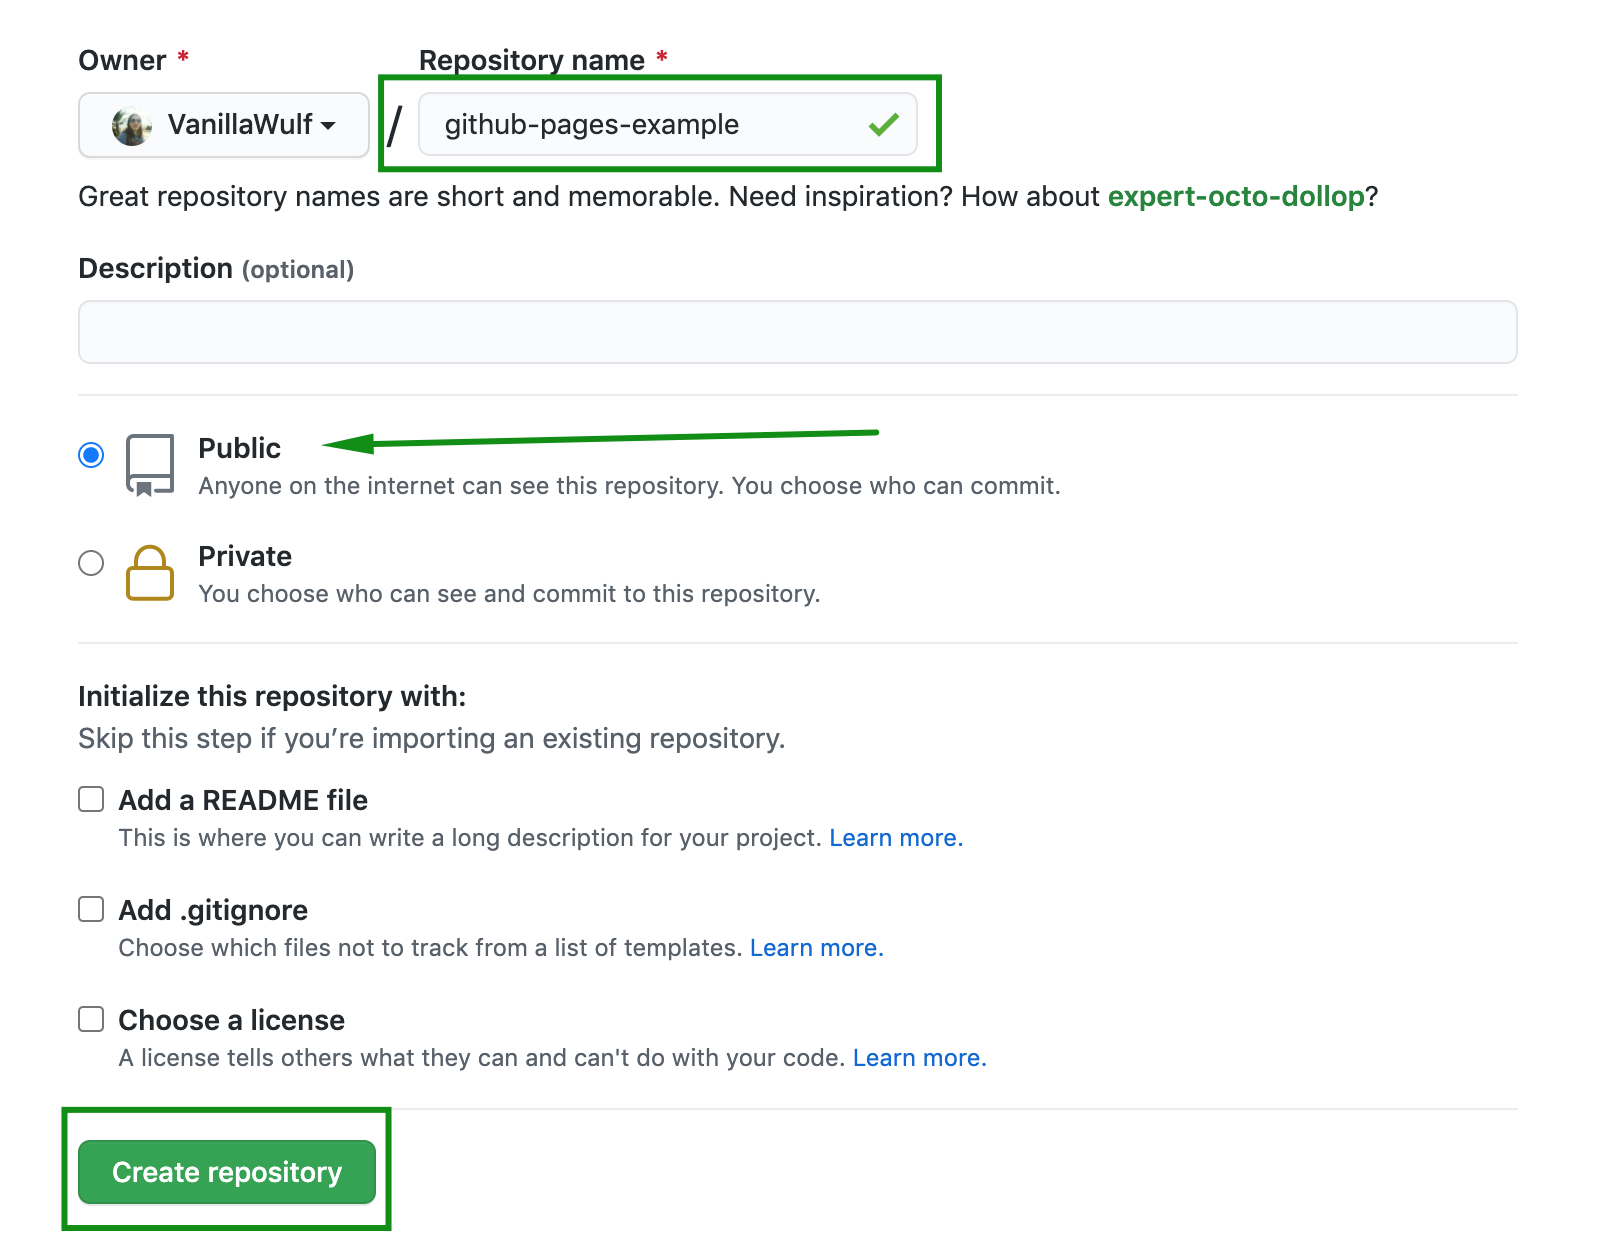 Owner *
Repository name *
VanillaWulf
/
github-pages-example
Great repository names are short and memorable. Need inspiration? How about expert-octo-dollop?
Description (optional)
Public
Anyone on the internet can see this repository. You choose who can commit.
Private
You choose who can see and commit to this repository.
Initialize this repository with:
Skip this step if you’re importing an existing repository.
Add a README file
This is where you can write a long description for your project. Learn more.
Add .gitignore
Choose which files not to track from a list of templates. Learn more.
Choose a license
A license tells others what they can and can't do with your code. Learn more.
Create repository